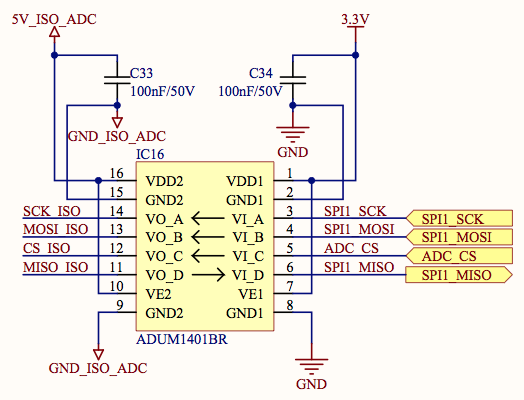 5V_ISO_ADC 3.3V
C33 C34
100nF/50V 100nF/50V
GND_ISO_ADC GND
IC16
16 VDD2 VDD1 1
15 GND2 GND1 2
SCK_ISO 14 VO_A VI_A 3 SPI1_SCK SPI1_SCK
MOSI_ISO 13 VO_B VI_B 4 SPI1_MOSI SPI1_MOSI
CS_ISO 12 VO_C VI_C 5 ADC_CS ADC_CS
MISO_ISO 11 VO_D VI_D 6 SPI1_MISO SPI1_MISO
10 VE2 VE1 7
9 GND2 GND1 8
ADUM1401BR
GND_ISO_ADC GND